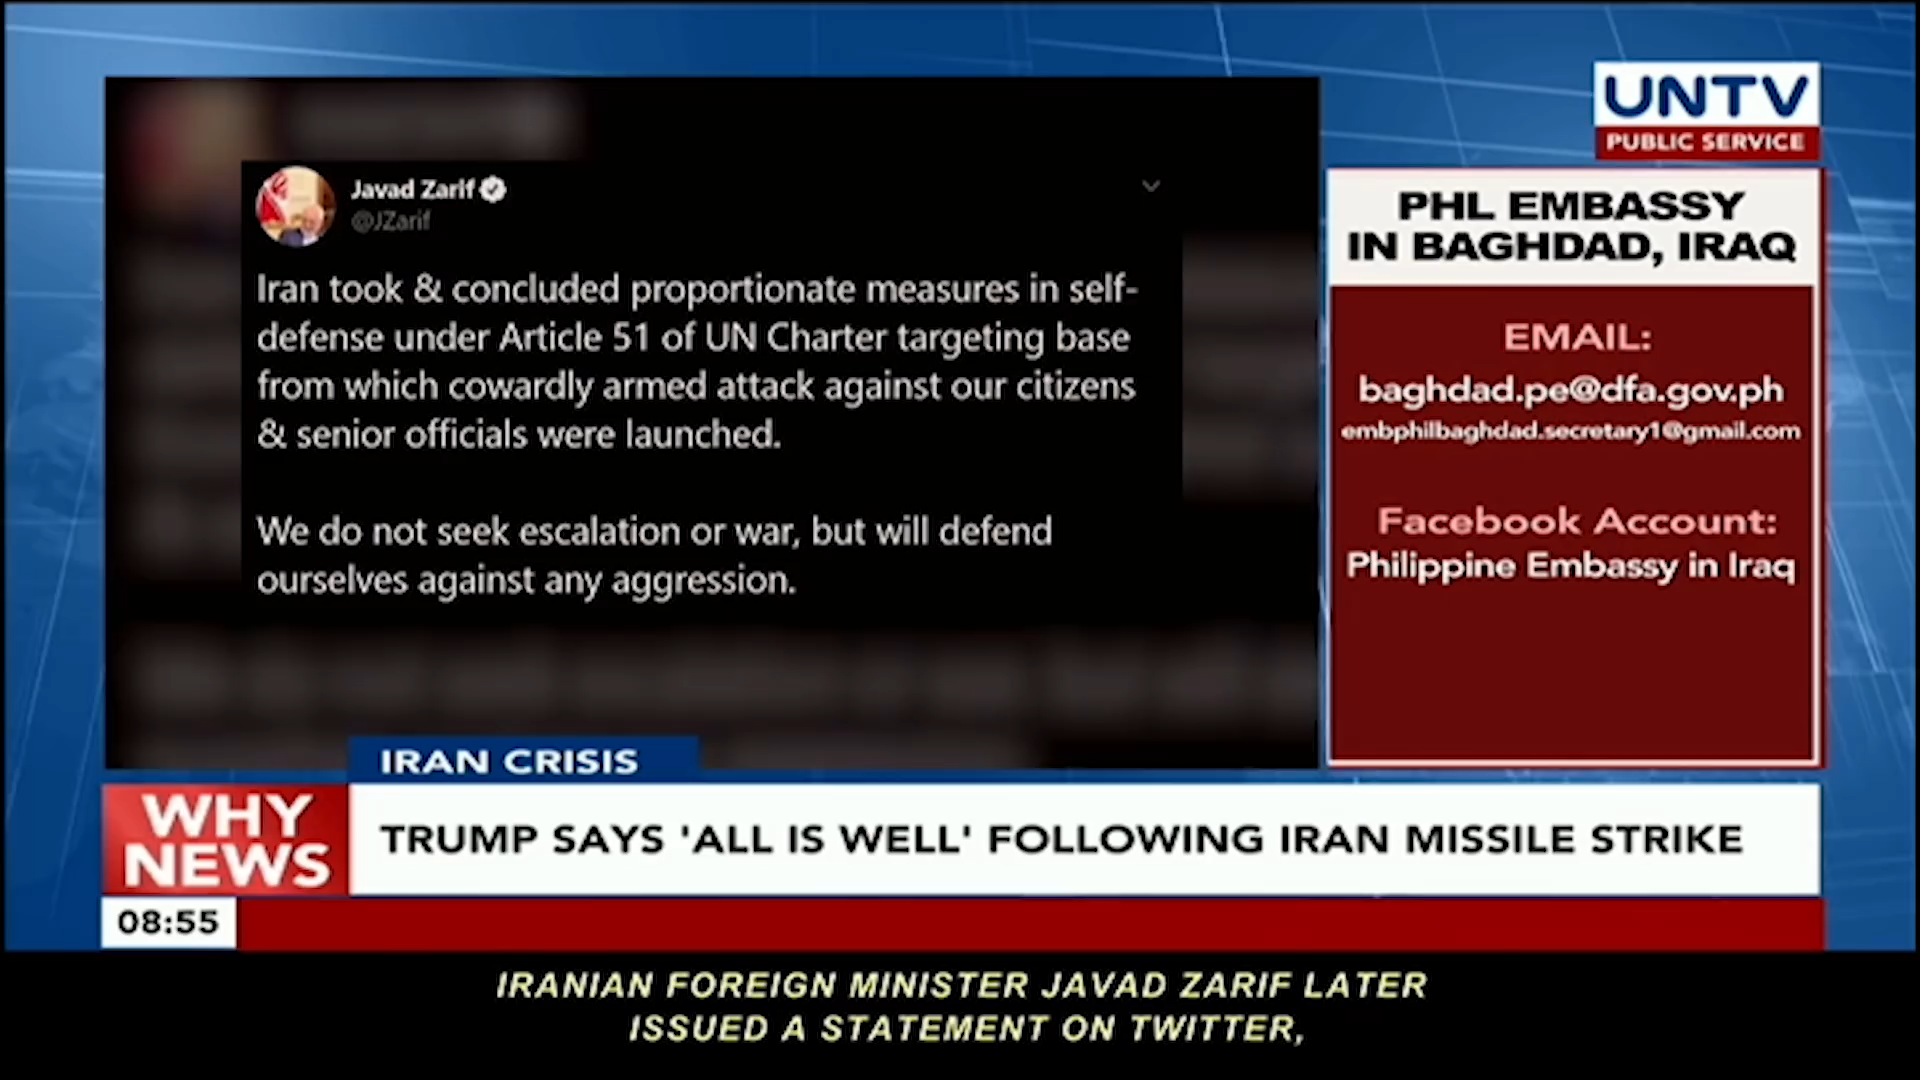 UNTV
PUBLIC SERVICE
Javad Zarif
@JZarif
Iran took & concluded proportionate measures in self-
defense under Article 51 of UN Charter targeting base
from which cowardly armed attack against our citizens
& senior officials were launched.
We do not seek escalation or war, but will defend
ourselves against any aggression.
PHL EMBASSY
IN BAGHDAD, IRAQ
EMAIL:
baghdad.pe@dfa.gov.ph
embphilbaghdad.secretary1@gmail.com
Facebook Account:
Philippine Embassy in Iraq
IRAN CRISIS
WHY
NEWS
TRUMP SAYS 'ALL IS WELL' FOLLOWING IRAN MISSILE STRIKE
08:55
IRANIAN FOREIGN MINISTER JAVAD ZARIF LATER
ISSUED A STATEMENT ON TWITTER,